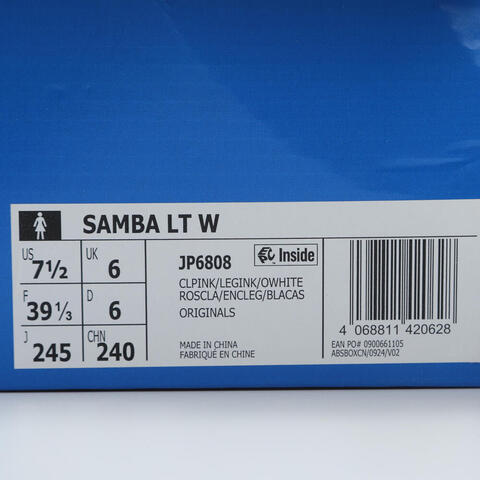 SAMBA LT W
US 7½ UK 6
F 39⅓ D 6
J 245 CHN 240
JP6808 Inside
CLPINK/LEGINK/OWHITE
ROSCLA/ENCLEG/BLACAS
ORIGINALS
MADE IN CHINA
FABRIQUÉ EN CHINE
4 068811 420628
EAN PO# 0900661105
ABSBOXCN/0924/V02